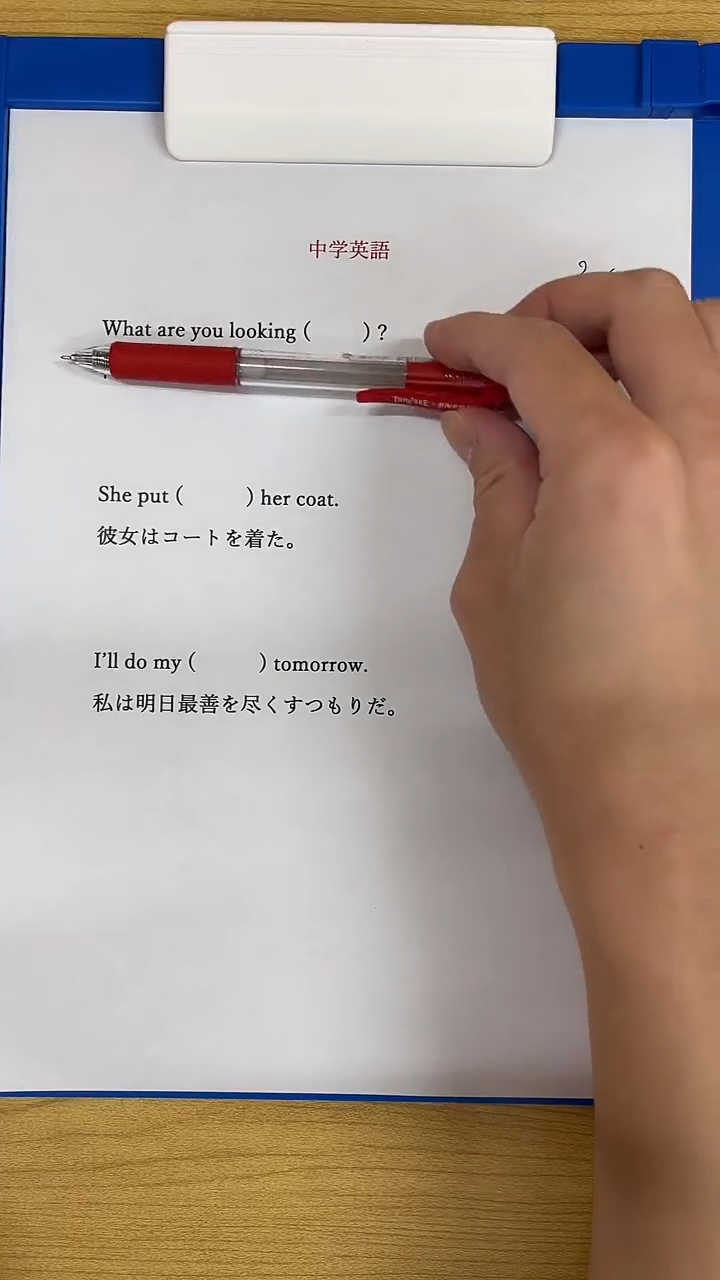 中学英語
What are you looking (　　) ?
She put (　　) her coat.
彼女はコートを着た。
I'll do my (　　) tomorrow.
私は明日最善を尽くすつもりだ。